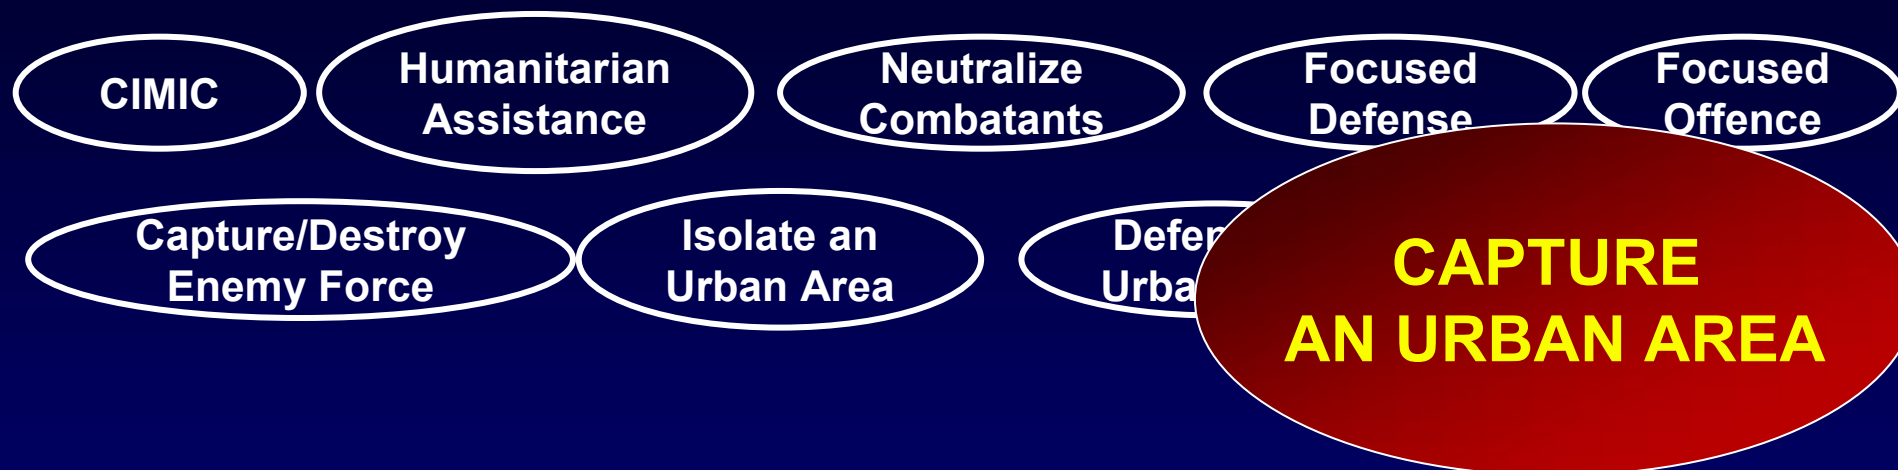 CIMIC
Humanitarian
Assistance
Neutralize
Combatants
Focused
Defense
Focused
Offence
Capture/Destroy
Enemy Force
Isolate an
Urban Area
CAPTURE
AN URBAN AREA